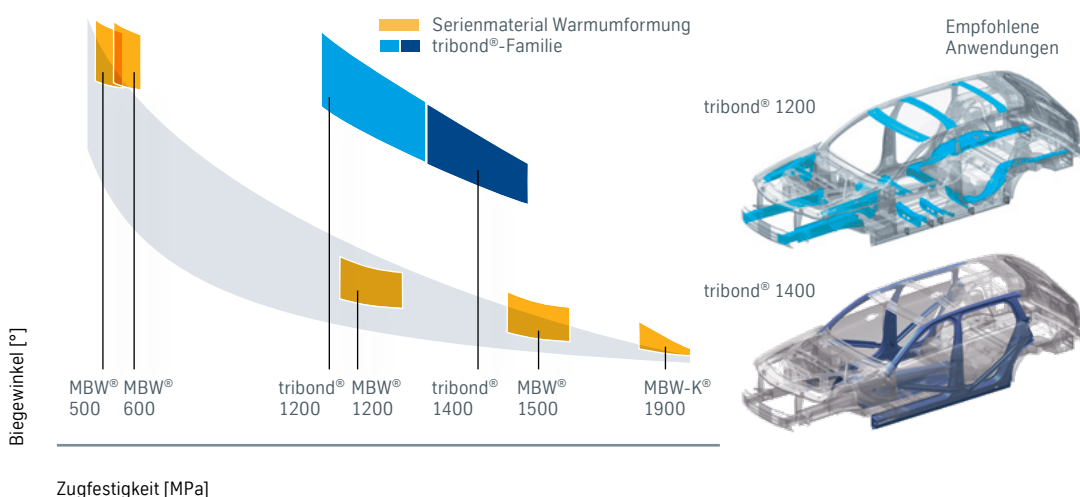 Serienmaterial Warmumformung
tribond®-Familie
Empfohlene
Anwendungen
tribond® 1200
tribond® 1400
Biegewinkel [°]
MBW®
500
MBW®
600
tribond®
1200
MBW®
1200
tribond®
1400
MBW®
1500
MBW-K®
1900
Zugfestigkeit [MPa]